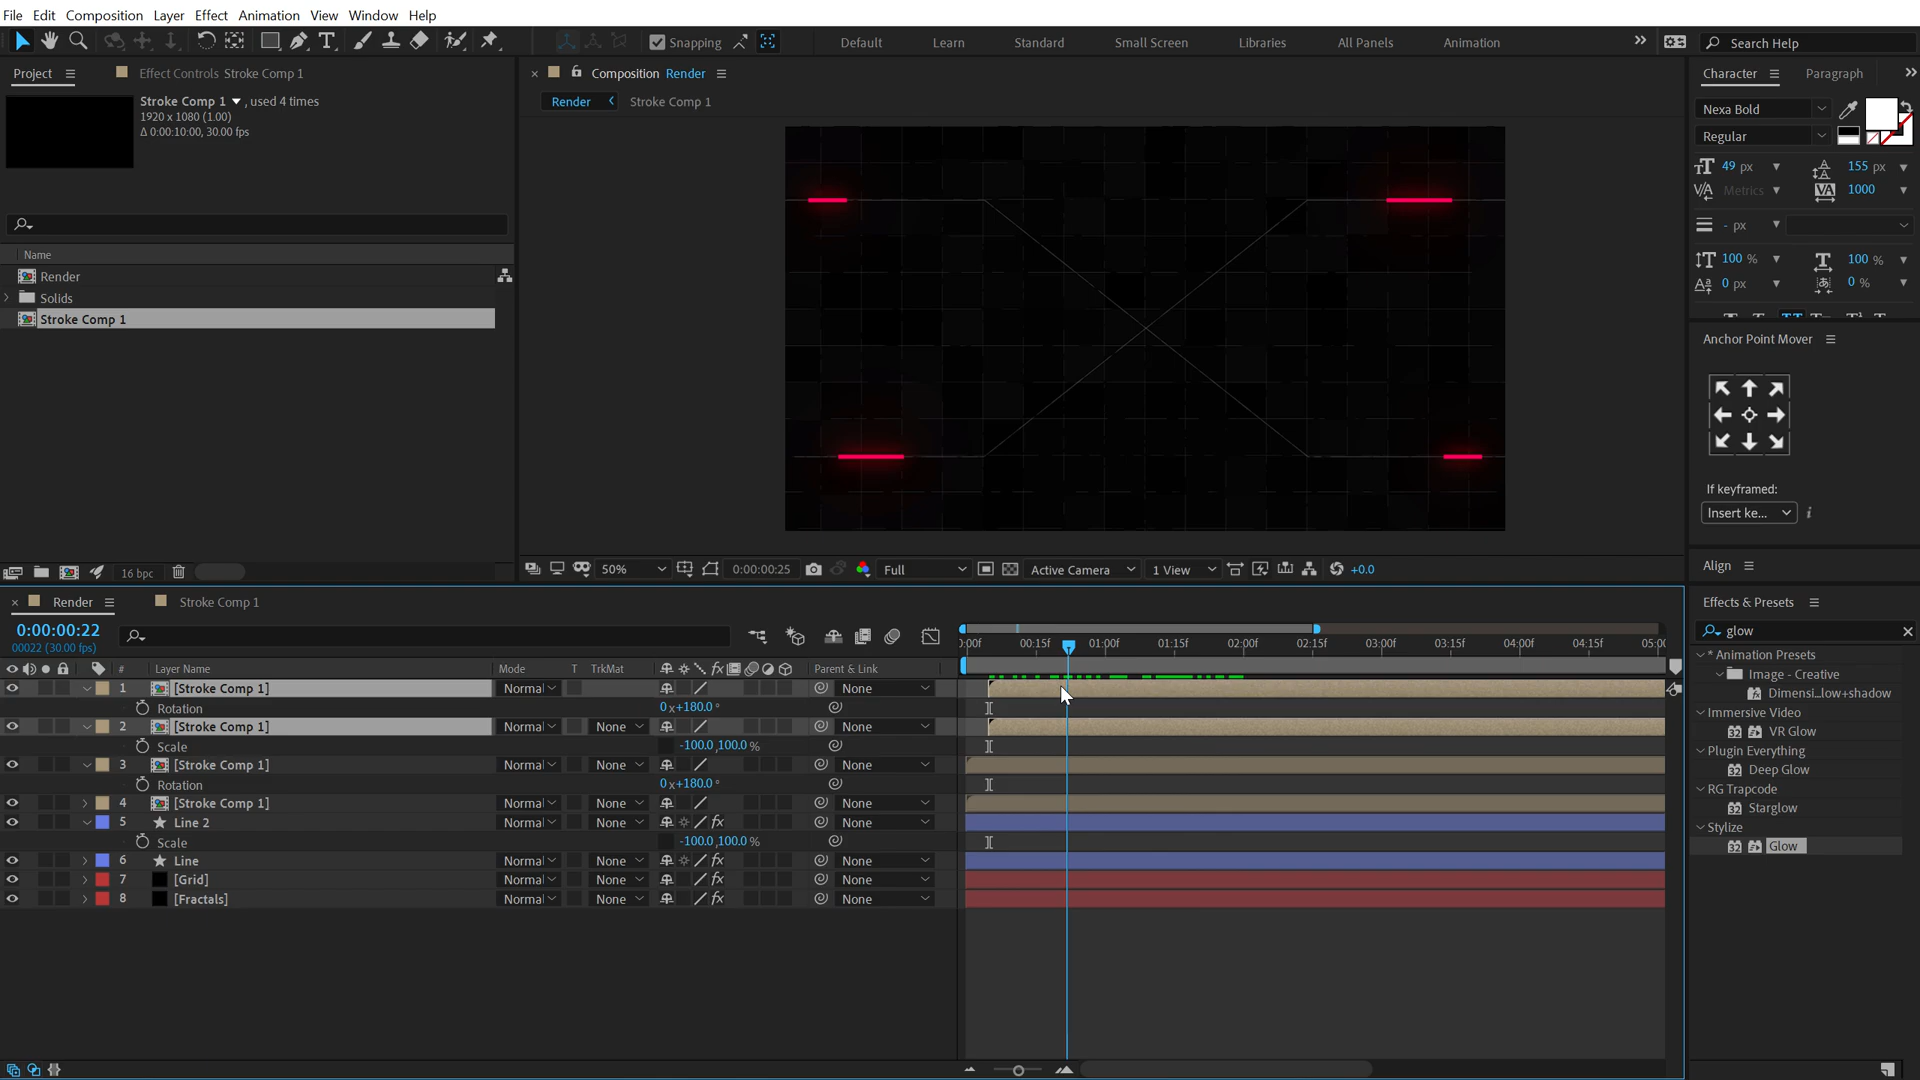 File Edit Composition Layer Effect Animation View Window Help
Snapping
Default Learn Standard Small Screen Libraries All Panels Animation
Search Help
Project
Effect Controls Stroke Comp 1
Composition Render
Character Paragraph
Stroke Comp 1 , used 4 times
1920 x 1080 (1.00)
Δ 0:00:10:00, 30.00 fps
Render Stroke Comp 1
Nexa Bold
Regular
49 px 155 px
Metrics 1000
- px
100 % 100 %
0 px 0 %
Name
Render
Solids
Stroke Comp 1
Anchor Point Mover
If keyframed:
Insert ke...
Align
16 bpc
50% 0:00:00:25 Full Active Camera 1 View +0.0
Render Stroke Comp 1
Effects & Presets
0:00:00:22
00022 (30.00 fps)
glow
0:00f 00:15f 01:00f 01:15f 02:00f 02:15f 03:00f 03:15f 04:00f 04:15f 05:00
# Layer Name Mode T TrkMat Parent & Link
1 [Stroke Comp 1] Normal None
Rotation 0 x+180.0 °
2 [Stroke Comp 1] Normal None None
Scale -100.0 ,100.0 %
3 [Stroke Comp 1] Normal None None
Rotation 0 x+180.0 °
4 [Stroke Comp 1] Normal None None
5 Line 2 Normal None None
Scale -100.0 ,100.0 %
6 Line Normal None None
7 [Grid] Normal None None
8 [Fractals] Normal None None
* Animation Presets
Image - Creative
Dimensi...low+shadow
Immersive Video
VR Glow
Plugin Everything
Deep Glow
RG Trapcode
Starglow
Stylize
Glow